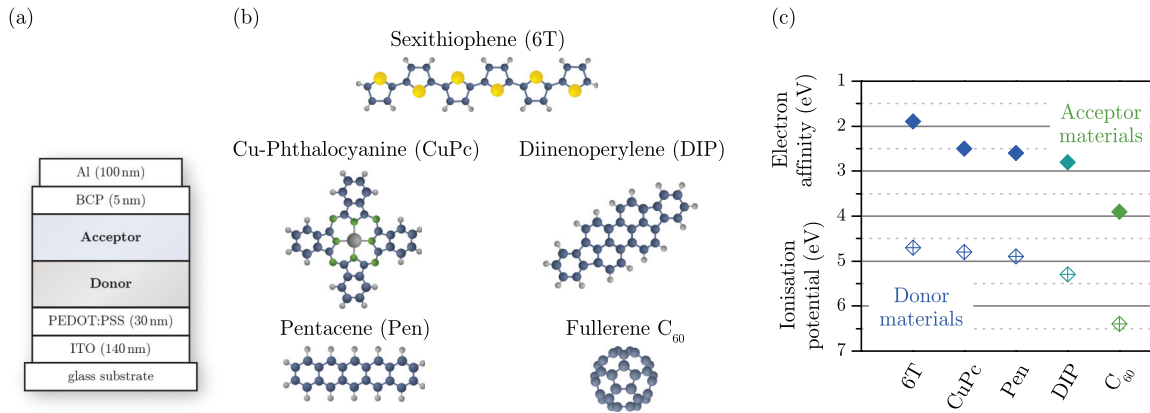 (a)
Al (100 nm)
BCP (5 nm)
Acceptor
Donor
PEDOT:PSS (30 nm)
ITO (140 nm)
glass substrate
(b)
Sexithiophene (6T)
Cu-Phthalocyanine (CuPc)
Diinenoperylene (DIP)
Pentacene (Pen)
Fullerene C60
(c)
Electron
affinity (eV)
Ionisation
potential (eV)
1
2
3
4
5
6
7
Acceptor
materials
Donor
materials
6T
CuPc
Pen
DIP
C60